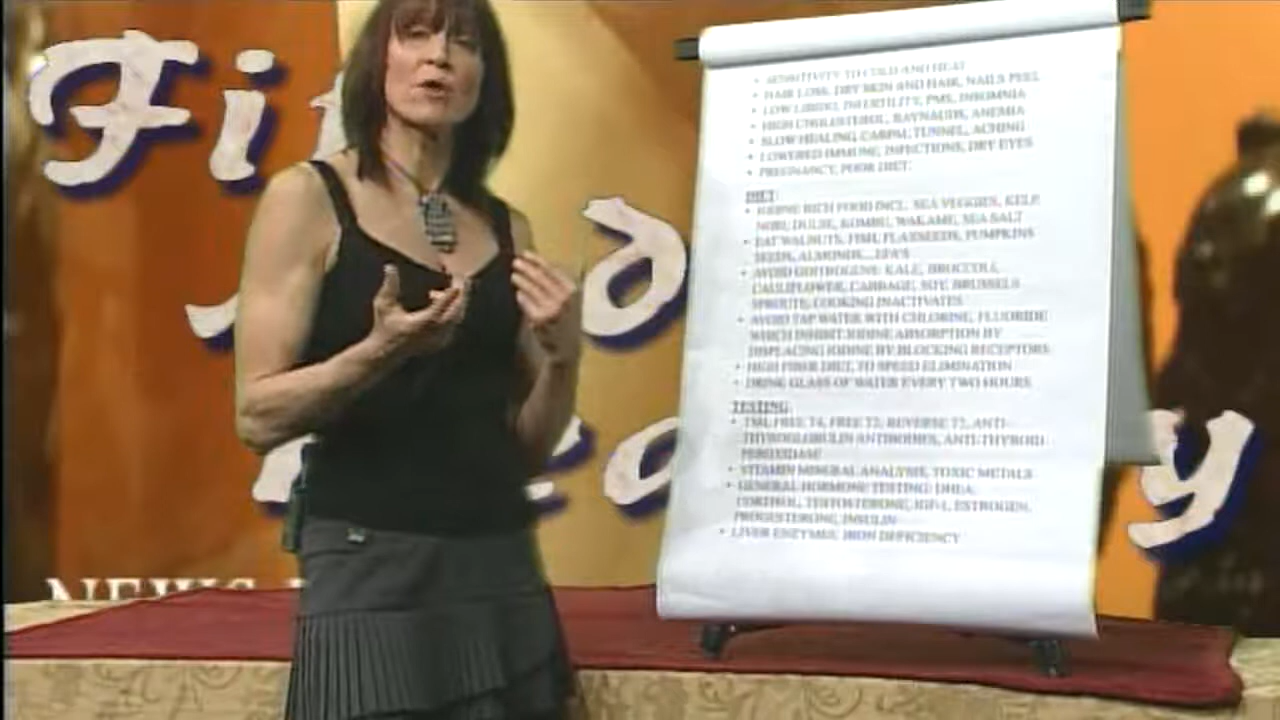 Fi
NEWS
y
• SENSITIVITY TO COLD AND HEAT
• HAIR LOSS, DRY SKIN AND HAIR, NAILS PEEL
• LOW LIBIDO, INFERTILITY, PMS, INSOMNIA
• HIGH CHOLESTEROL, RAYNAUDS, ANEMIA
• SLOW HEALING, CARPAL TUNNEL, ACHING
• LOWERED IMMUNE, INFECTIONS, DRY EYES
• PREGNANCY, POOR DIET.
DIET:
• IODINE RICH FOOD INCL. SEA VEGGIES, KELP,
NORI, DULSE, KOMBU, WAKAME, SEA SALT
• EAT WALNUTS, FISH, FLAXSEEDS, PUMPKINS
SEEDS, ALMONDS...EFA'S
• AVOID GOITROGENS: KALE, BROCCOLI,
CAULIFLOWER, CABBAGE, SOY, BRUSSELS
SPROUTS, COOKING INACTIVATES
• AVOID TAP WATER WITH CHLORINE, FLUORIDE
WHICH INHIBIT IODINE ABSORPTION BY
DISPLACING IODINE BY BLOCKING RECEPTORS
• HIGH FIBER DIET, TO SPEED ELIMINATION
• DRINK GLASS OF WATER EVERY TWO HOURS
TESTING:
• TSH, FREE T4, FREE T3, REVERSE T3, ANTI-
THYROGLOBULIN ANTIBODIES, ANTI-THYROID
PEROXIDASE
• VITAMIN MINERAL ANALYSIS, TOXIC METALS
• GENERAL HORMONE TESTING: DHEA,
CORTISOL, TESTOSTERONE, IGF-1, ESTROGEN,
PROGESTERONE, INSULIN
• LIVER ENZYMES, IRON DEFICIENCY